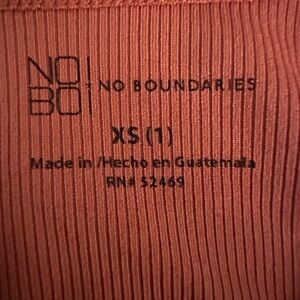 NO
BO
NO BOUNDARIES
XS (1)
Made in /Hecho en Guatemala
RN# 52469